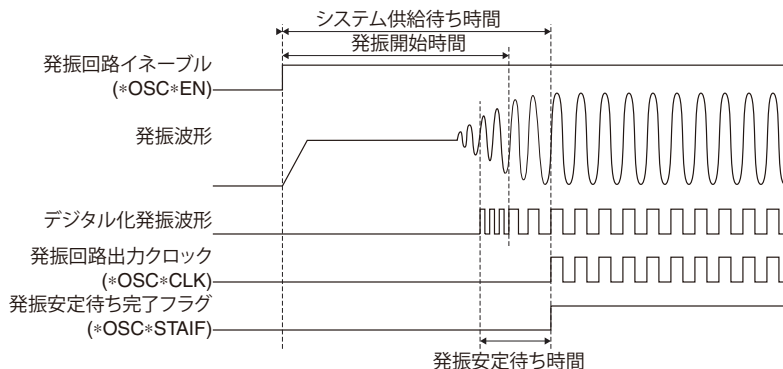 システム供給待ち時間
発振開始時間
発振回路イネーブル
(*OSC*EN)
発振波形
デジタル化発振波形
発振回路出力クロック
(*OSC*CLK)
発振安定待ち完了フラグ
(*OSC*STAIF)
発振安定待ち時間